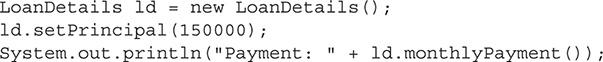 LoanDetails ld = new LoanDetails();
ld.setPrincipal(150000);
System.out.println("Payment: " + ld.monthlyPayment());